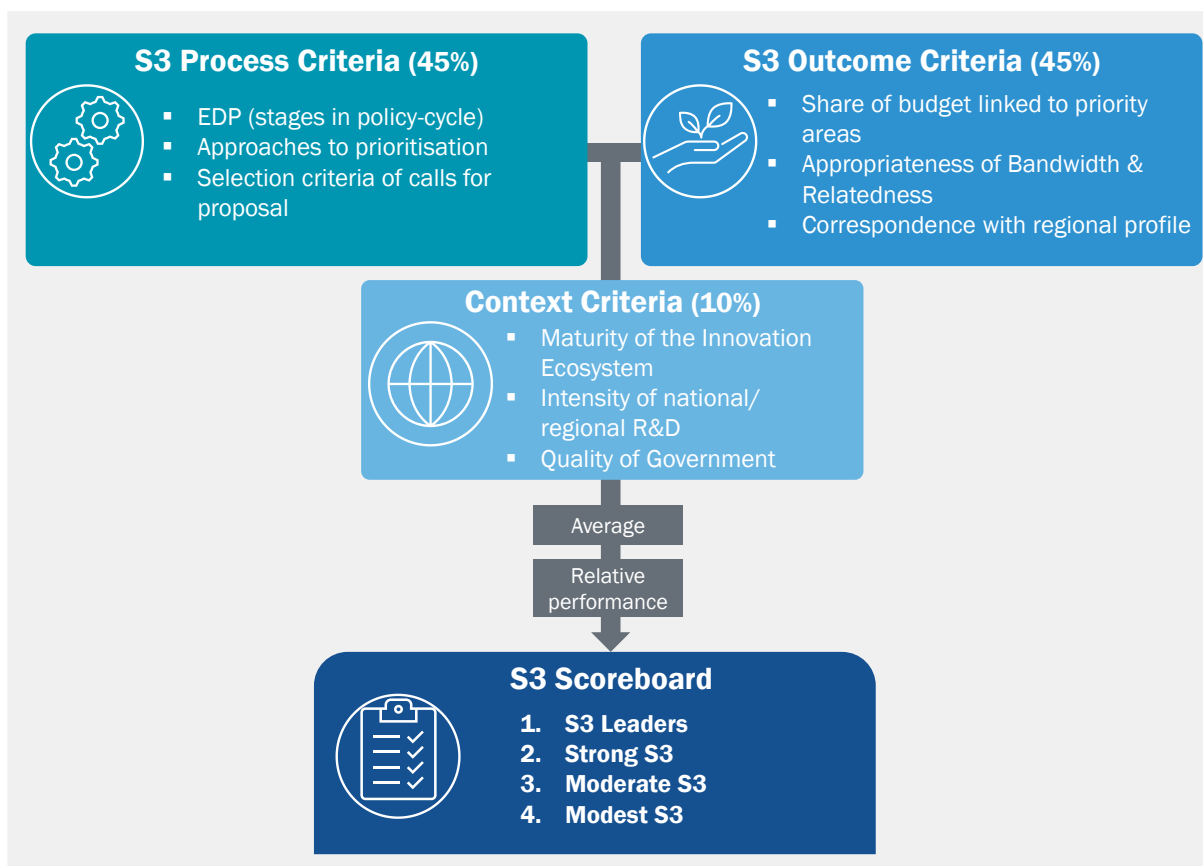 S3 Process Criteria (45%)
▪ EDP (stages in policy-cycle)
▪ Approaches to prioritisation
▪ Selection criteria of calls for
proposal
S3 Outcome Criteria (45%)
▪ Share of budget linked to priority
areas
▪ Appropriateness of Bandwidth &
Relatedness
▪ Correspondence with regional profile
Context Criteria (10%)
▪ Maturity of the Innovation
Ecosystem
▪ Intensity of national/
regional R&D
▪ Quality of Government
Average
Relative
performance
S3 Scoreboard
1. S3 Leaders
2. Strong S3
3. Moderate S3
4. Modest S3